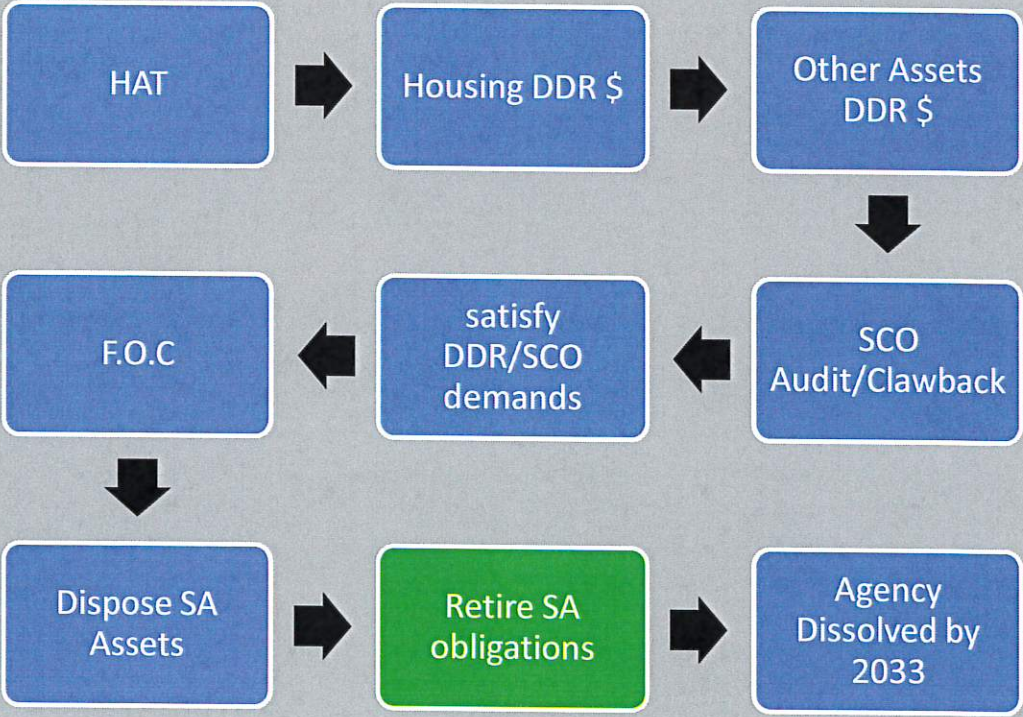 HAT
Housing DDR $
Other Assets
DDR $
SCO
Audit/Clawback
satisfy
DDR/SCO
demands
F.O.C
Dispose SA
Assets
Retire SA
obligations
Agency
Dissolved by
2033